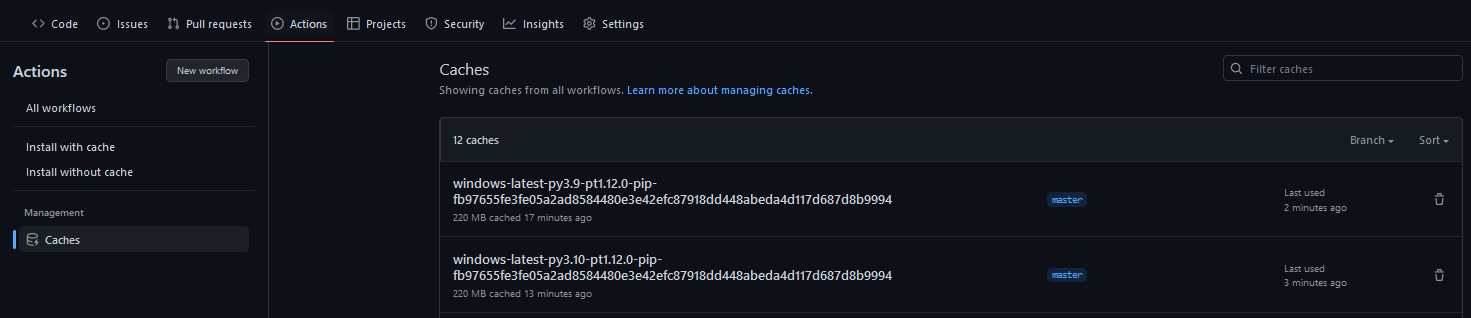 Code Issues Pull requests Actions Projects Security Insights Settings
Actions
New workflow
All workflows
Install with cache
Install without cache
Management
Caches
Caches
Showing caches from all workflows. Learn more about managing caches.
Filter caches
12 caches
Branch
Sort
windows-latest-py3.9-pt1.12.0-pip-
fb97655fe3fe05a2ad8584480e3e42efc87918dd448abeda4d117d687d8b9994
220 MB cached 17 minutes ago
master
Last used
2 minutes ago
windows-latest-py3.10-pt1.12.0-pip-
fb97655fe3fe05a2ad8584480e3e42efc87918dd448abeda4d117d687d8b9994
220 MB cached 13 minutes ago
master
Last used
3 minutes ago